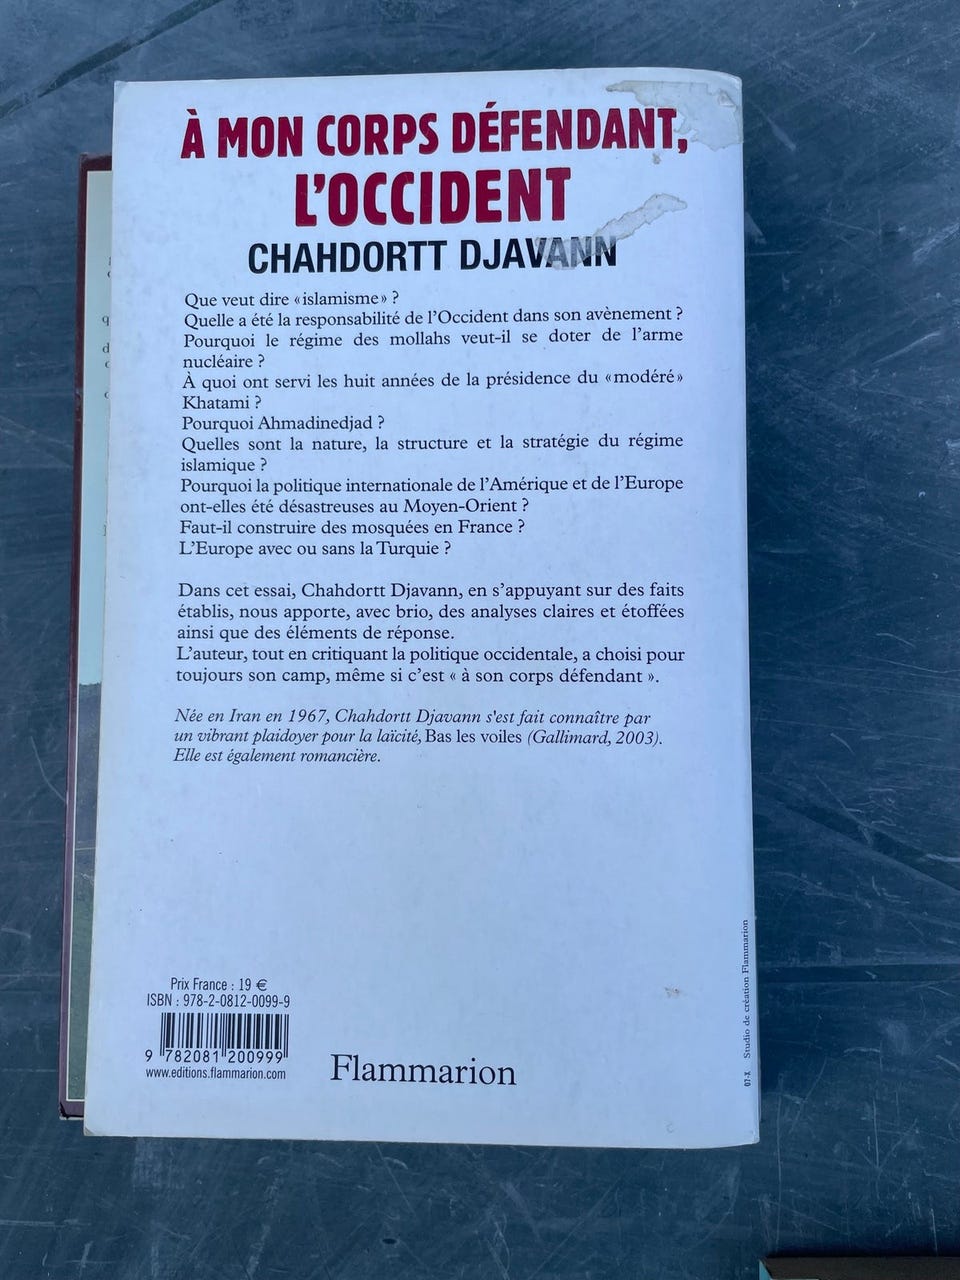 À MON CORPS DÉFENDANT,
L'OCCIDENT
CHAHDORTT DJAVANN
Que veut dire « islamisme » ?
Quelle a été la responsabilité de l'Occident dans son avènement ?
Pourquoi le régime des mollahs veut-il se doter de l'arme
nucléaire ?
À quoi ont servi les huit années de la présidence du « modéré »
Khatami ?
Pourquoi Ahmadinedjad ?
Quelles sont la nature, la structure et la stratégie du régime
islamique ?
Pourquoi la politique internationale de l'Amérique et de l'Europe
ont-elles été désastreuses au Moyen-Orient ?
Faut-il construire des mosquées en France ?
L'Europe avec ou sans la Turquie ?
Dans cet essai, Chahdortt Djavann, en s'appuyant sur des faits
établis, nous apporte, avec brio, des analyses claires et étoffées
ainsi que des éléments de réponse.
L'auteur, tout en critiquant la politique occidentale, a choisi pour
toujours son camp, même si c'est « à son corps défendant ».
Née en Iran en 1967, Chahdortt Djavann s'est fait connaître par
un vibrant plaidoyer pour la laïcité, Bas les voiles (Gallimard, 2003).
Elle est également romancière.
Prix France : 19 €
ISBN : 978-2-0812-0099-9
9 782081 200999
www.editions.flammarion.com
Flammarion
07-X Studio de création Flammarion